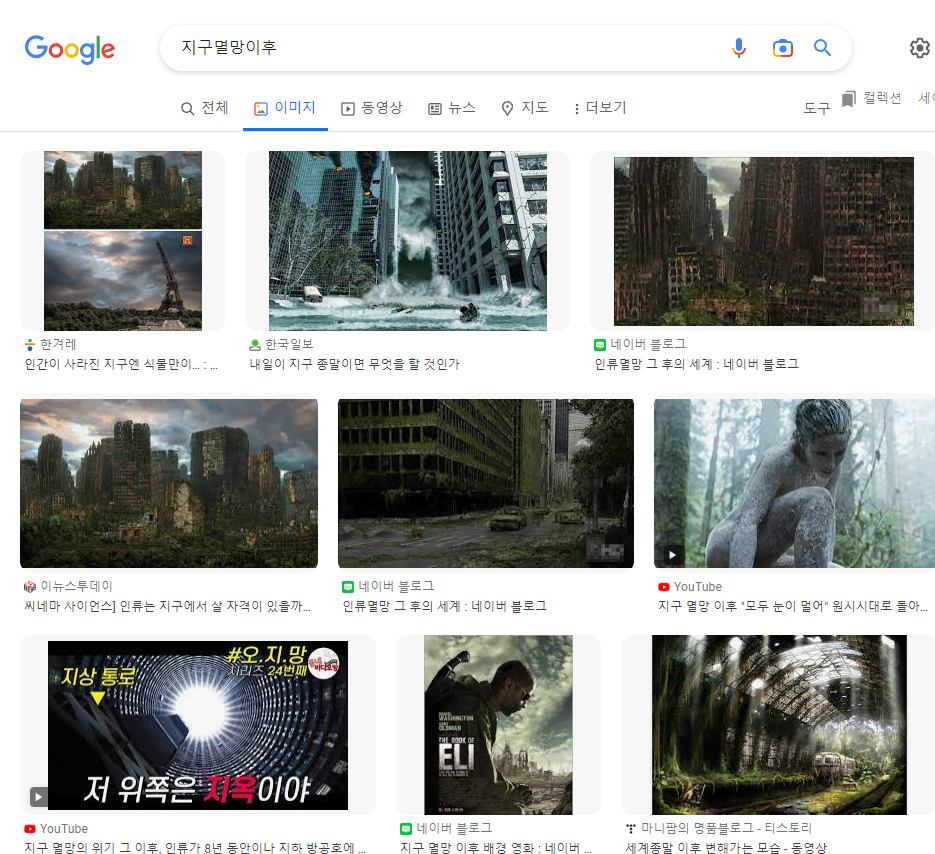 Google
지구멸망이후
전체
이미지
동영상
뉴스
지도
더보기
도구
컬렉션
한겨레
인간이 사라진 지구엔 식물만이... : ...
한국일보
내일이 지구 종말이면 무엇을 할 것인가
네이버 블로그
인류멸망 그 후의 세계 : 네이버 블로그
이뉴스투데이
씨네마 사이언스] 인류는 지구에서 살 자격이 있을까...
네이버 블로그
인류멸망 그 후의 세계 : 네이버 블로그
YouTube
지구 멸망 이후 "모두 눈이 멀어" 원시시대로 돌아...
#오.지.망
시리즈 24번째
지상 통로
저 위쪽은 지옥이야
YouTube
지구 멸망의 위기 그 이후, 인류가 8년 동안이나 지하 방공호에 ...
DENZEL
WASHINGTON
GARY
OLDMAN
THE BOOK OF
ELI
네이버 블로그
지구 멸망 이후 배경 영화 : 네이버 ...
마니팜의 명품블로그 - 티스토리
세계종말 이후 변해가는 모습 - 동영상